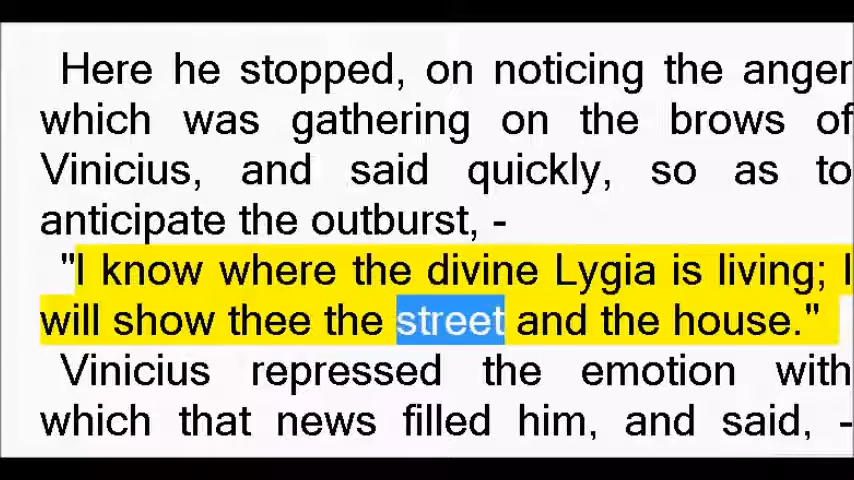 Here he stopped, on noticing the anger
which was gathering on the brows of
Vinicius, and said quickly, so as to
anticipate the outburst, -
"I know where the divine Lygia is living; I
will show thee the street and the house."
Vinicius repressed the emotion with
which that news filled him, and said, -